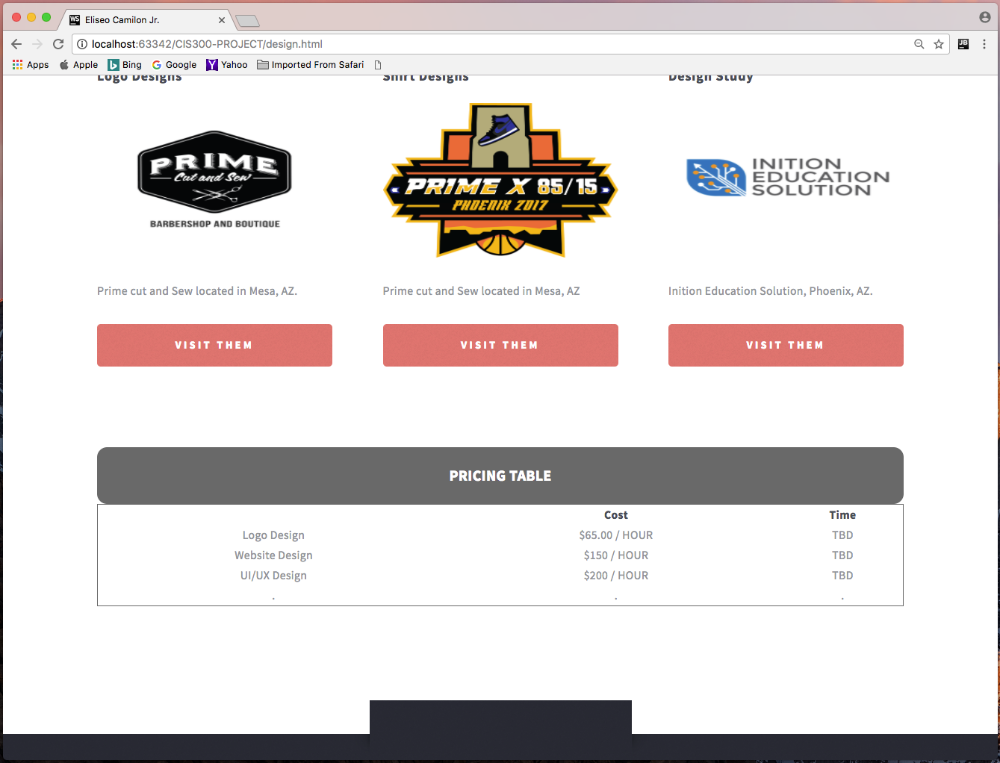 WS Eliseo Camilon Jr.
localhost:63342/CIS300-PROJECT/design.html
JB
Apps Apple Bing Google Yahoo Imported From Safari
Logo Designs Shirt Designs Design Study
PRIME
Cut and Sew
BARBERSHOP AND BOUTIQUE
PRIME X 85/15
PHOENIX 2017
INITION
EDUCATION
SOLUTION
Prime cut and Sew located in Mesa, AZ. Prime cut and Sew located in Mesa, AZ Inition Education Solution, Phoenix, AZ.
VISIT THEM VISIT THEM VISIT THEM
PRICING TABLE
Cost Time
Logo Design $65.00 / HOUR TBD
Website Design $150 / HOUR TBD
UI/UX Design $200 / HOUR TBD
. . .